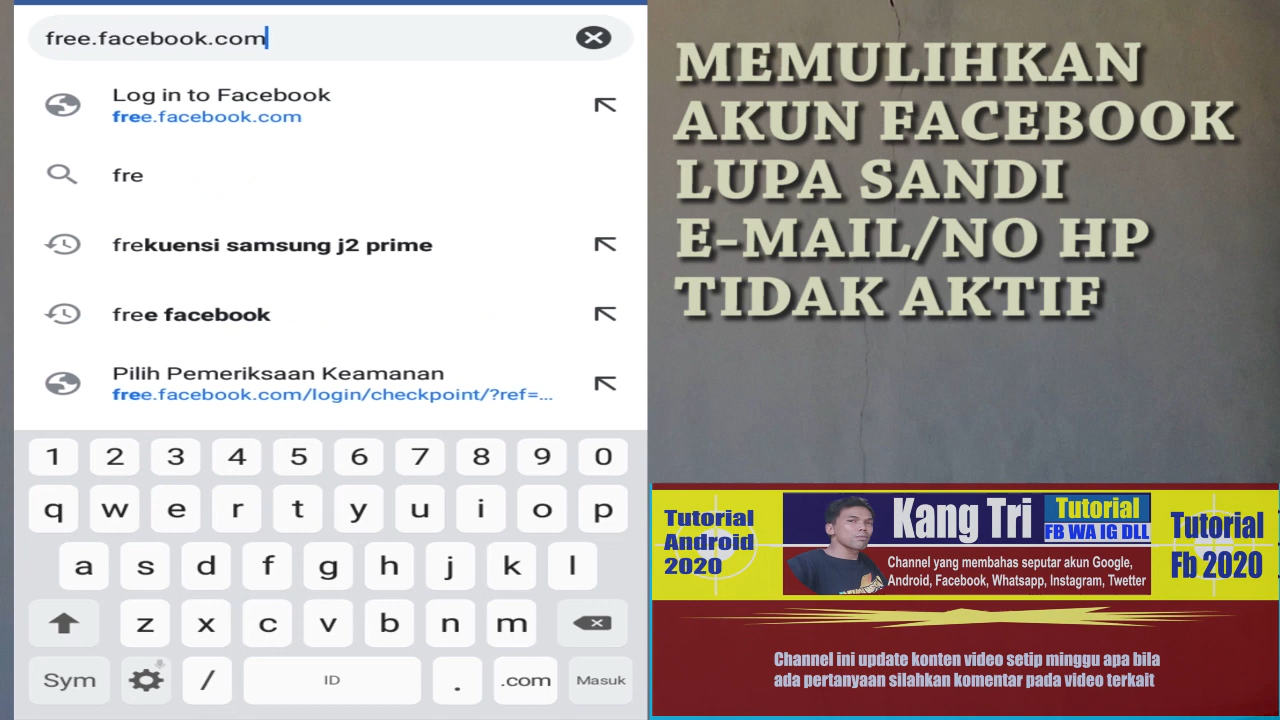 free.facebook.com
Log in to Facebook
free.facebook.com
fre
frekuensi samsung j2 prime
free facebook
Pilih Pemeriksaan Keamanan
free.facebook.com/login/checkpoint/?ref=...
1 2 3 4 5 6 7 8 9 0
q w e r t y u i o p
a s d f g h j k l
z x c v b n m
Sym / ID . .com Masuk
MEMULIHKAN
AKUN FACEBOOK
LUPA SANDI
E-MAIL/NO HP
TIDAK AKTIF
Tutorial
Android
2020
Kang Tri
Tutorial
FB WA IG DLL
Channel yang membahas seputar akun Google,
Android, Facebook, Whatsapp, Instagram, Twetter
Tutorial
Fb 2020
Channel ini update konten video setip minggu apa bila
ada pertanyaan silahkan komentar pada video terkait